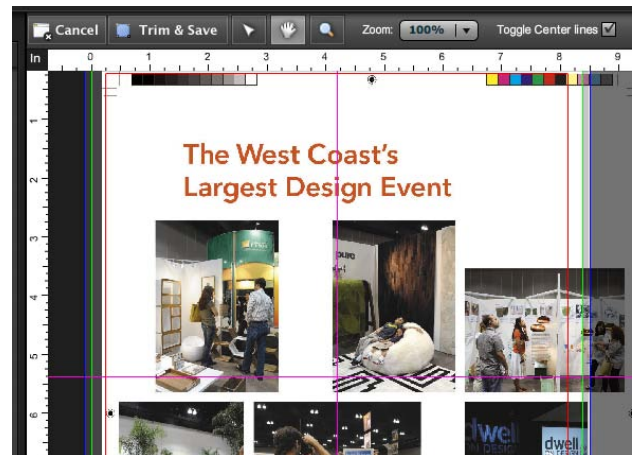 Cancel Trim & Save Zoom: 100% Toggle Center lines
In 0 1 2 3 4 5 6 7 8 9
1
The West Coast's
2
Largest Design Event
3
4
5
6
dwell
dwell